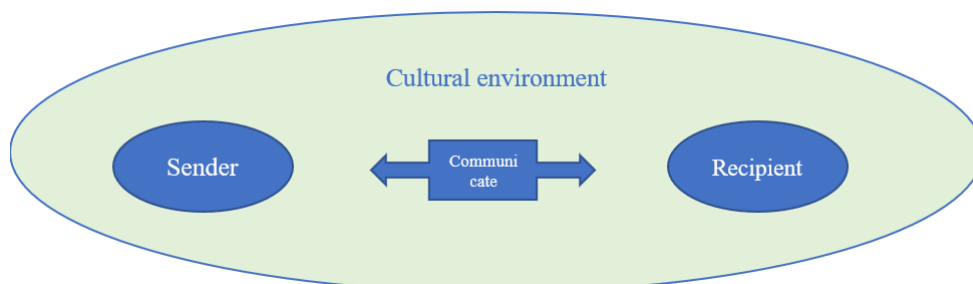 Cultural environment
Sender
Communi
cate
Recipient